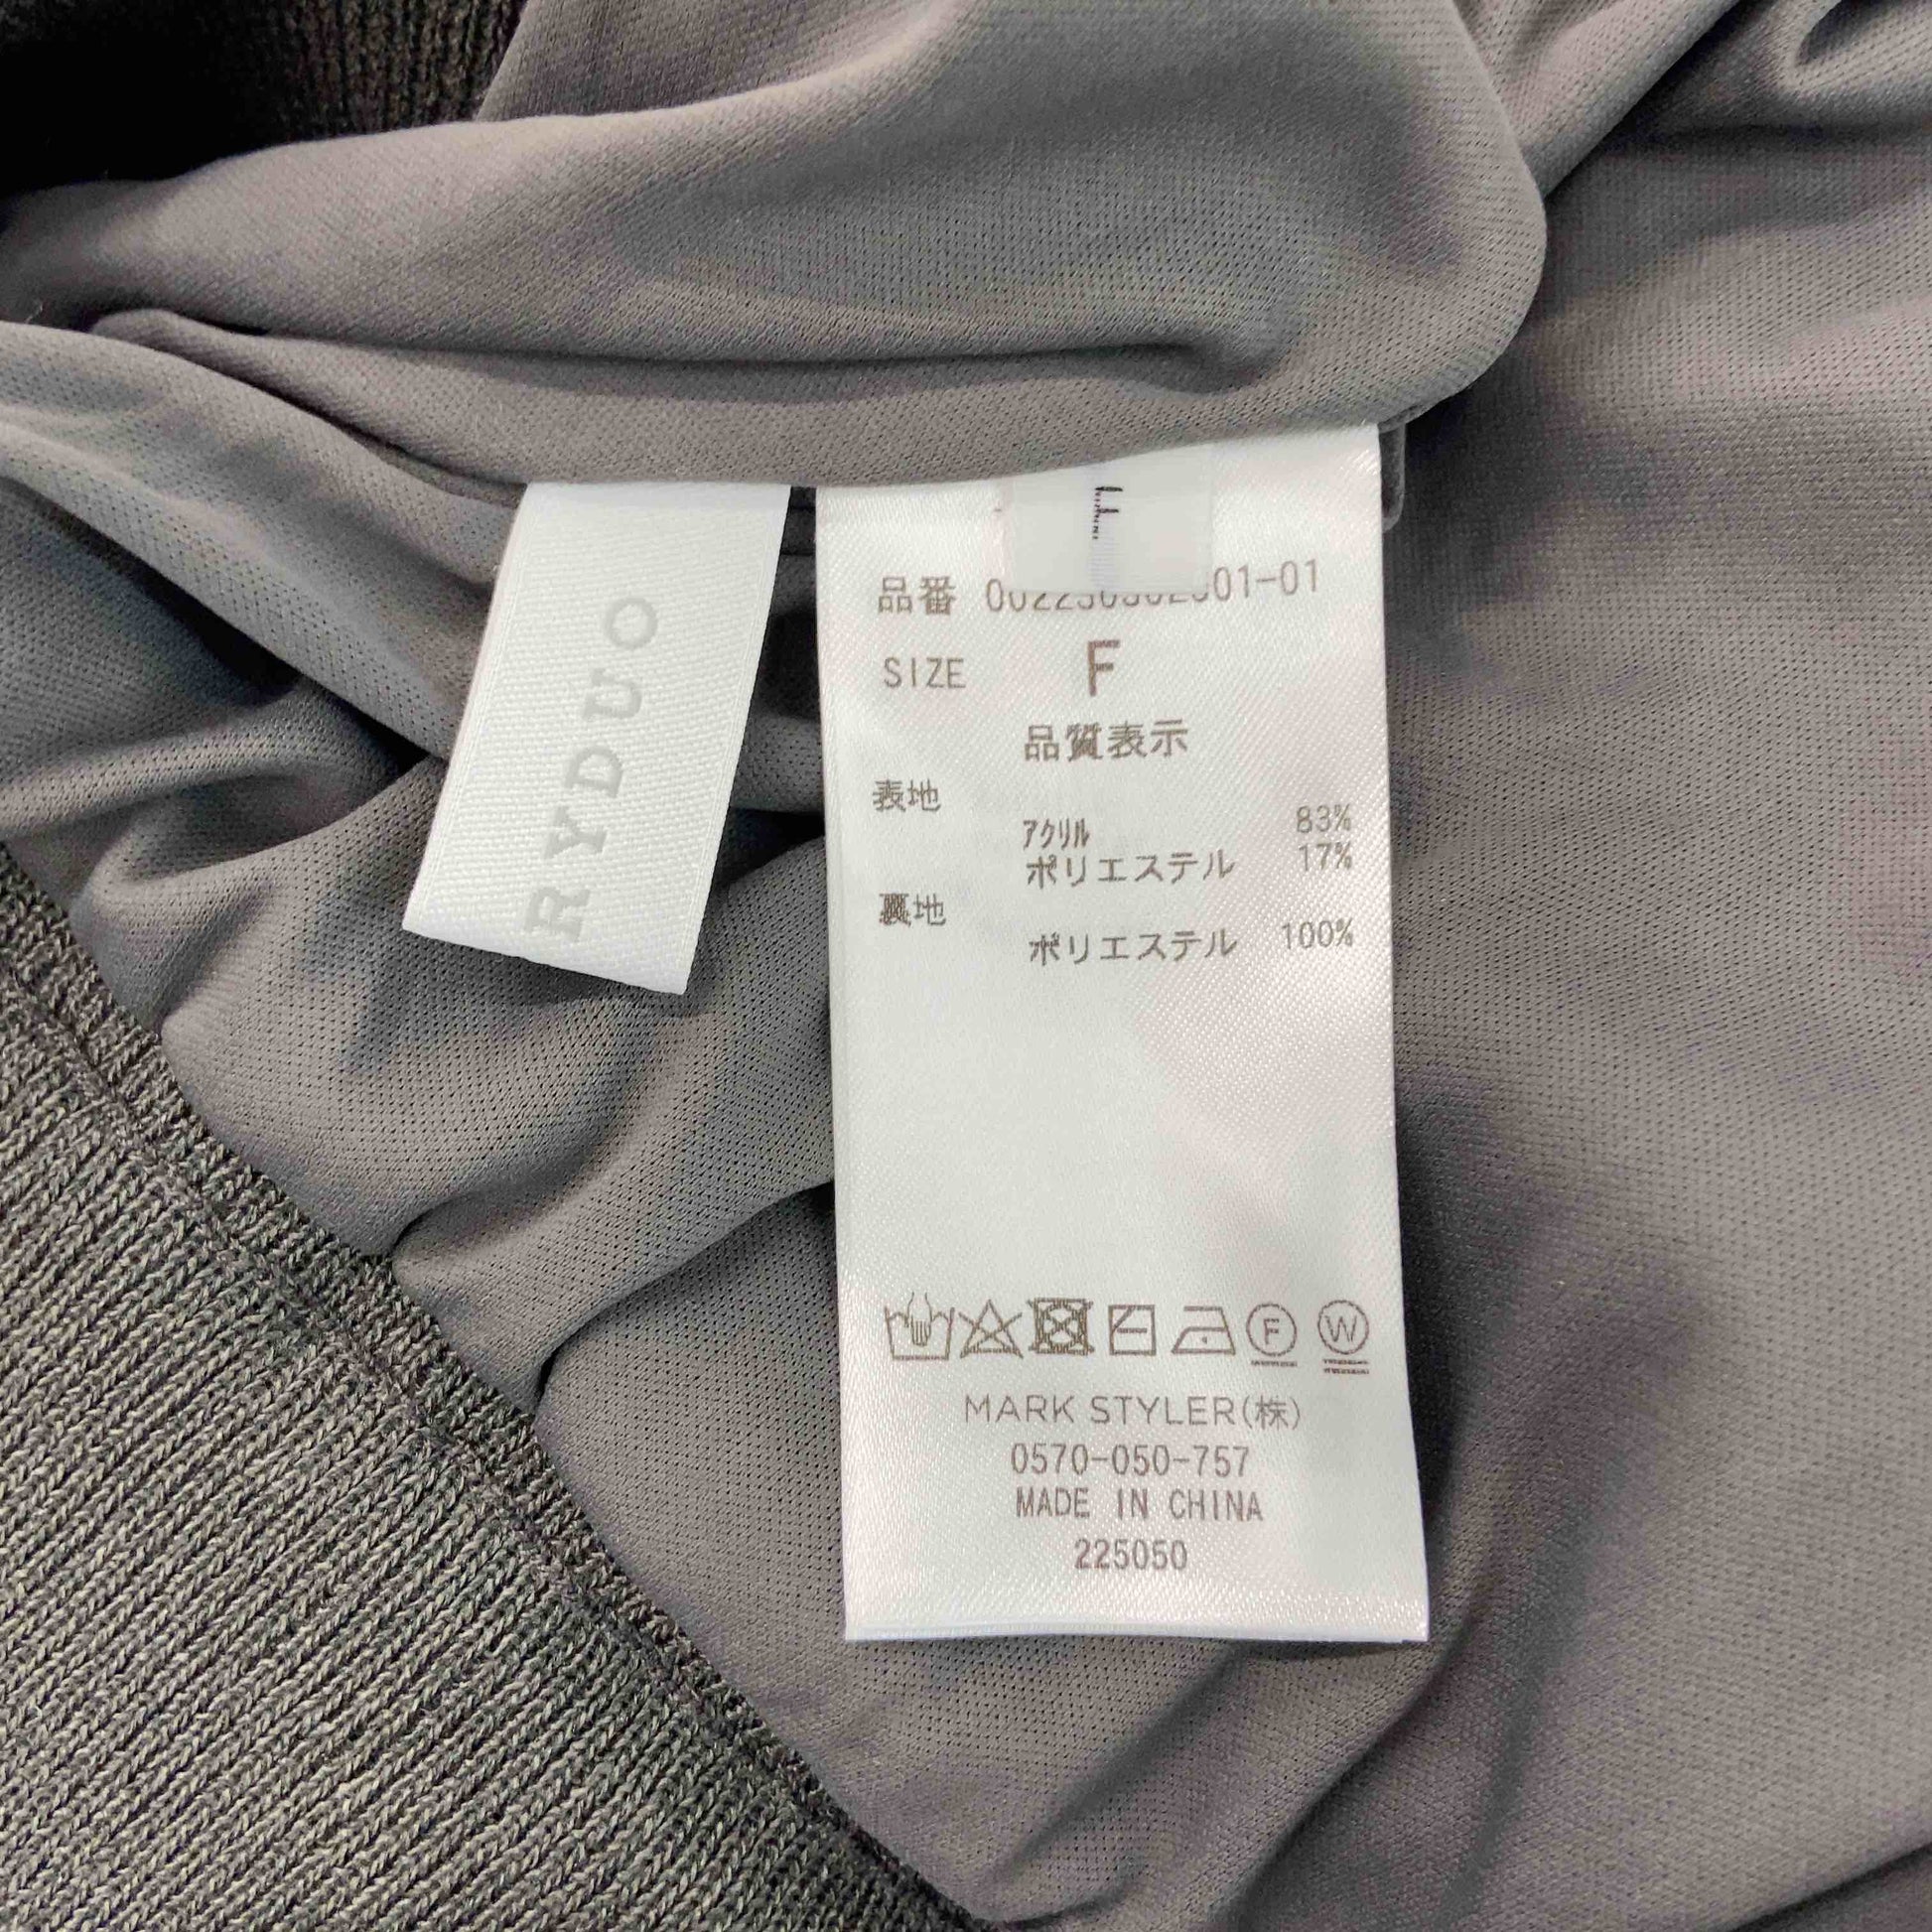 RYDUO
F
品番
SIZE F
品質表示
表地
アクリル 83%
ポリエステル 17%
裏地
ポリエステル 100%
F W
MARK STYLER(株)
0570-050-757
MADE IN CHINA
225050